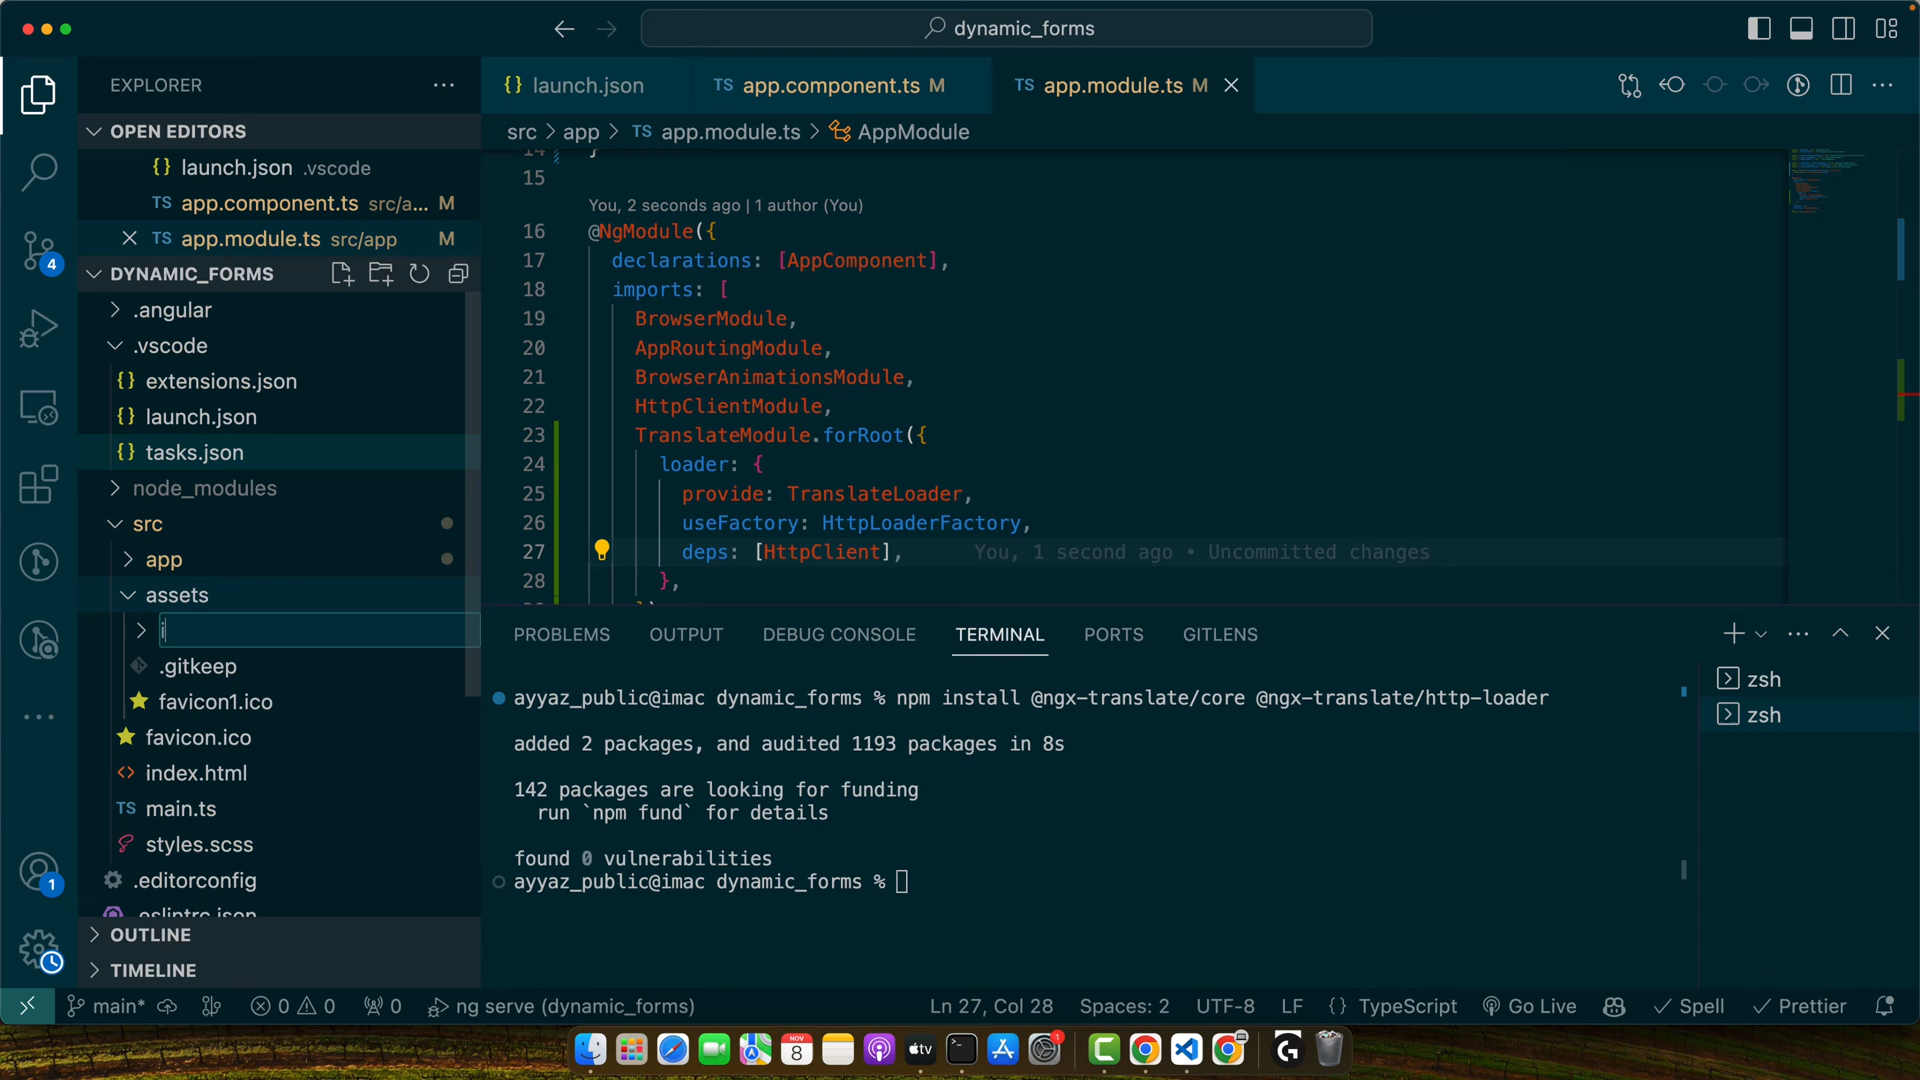 dynamic_forms
EXPLORER
launch.json
TS app.component.ts M
TS app.module.ts M
OPEN EDITORS
{} launch.json .vscode
TS app.component.ts src/a... M
TS app.module.ts src/app M
DYNAMIC_FORMS
.angular
.vscode
{} extensions.json
{} launch.json
{} tasks.json
node_modules
src
app
assets
i
.gitkeep
favicon1.ico
favicon.ico
<> index.html
TS main.ts
styles.scss
.editorconfig
.eslintrc.json
OUTLINE
TIMELINE
src > app > TS app.module.ts > AppModule
14 }
15
You, 2 seconds ago | 1 author (You)
16 @NgModule({
17 declarations: [AppComponent],
18 imports: [
19 BrowserModule,
20 AppRoutingModule,
21 BrowserAnimationsModule,
22 HttpClientModule,
23 TranslateModule.forRoot({
24 loader: {
25 provide: TranslateLoader,
26 useFactory: HttpLoaderFactory,
27 deps: [HttpClient], You, 1 second ago • Uncommitted changes
28 },
PROBLEMS OUTPUT DEBUG CONSOLE TERMINAL PORTS GITLENS
ayyaz_public@imac dynamic_forms % npm install @ngx-translate/core @ngx-translate/http-loader
added 2 packages, and audited 1193 packages in 8s
142 packages are looking for funding
run `npm fund` for details
found 0 vulnerabilities
ayyaz_public@imac dynamic_forms %
zsh
zsh
4
1
main* 0 0 0 ng serve (dynamic_forms) Ln 27, Col 28 Spaces: 2 UTF-8 LF {} TypeScript Go Live Spell Prettier
NOV
8
tv
1